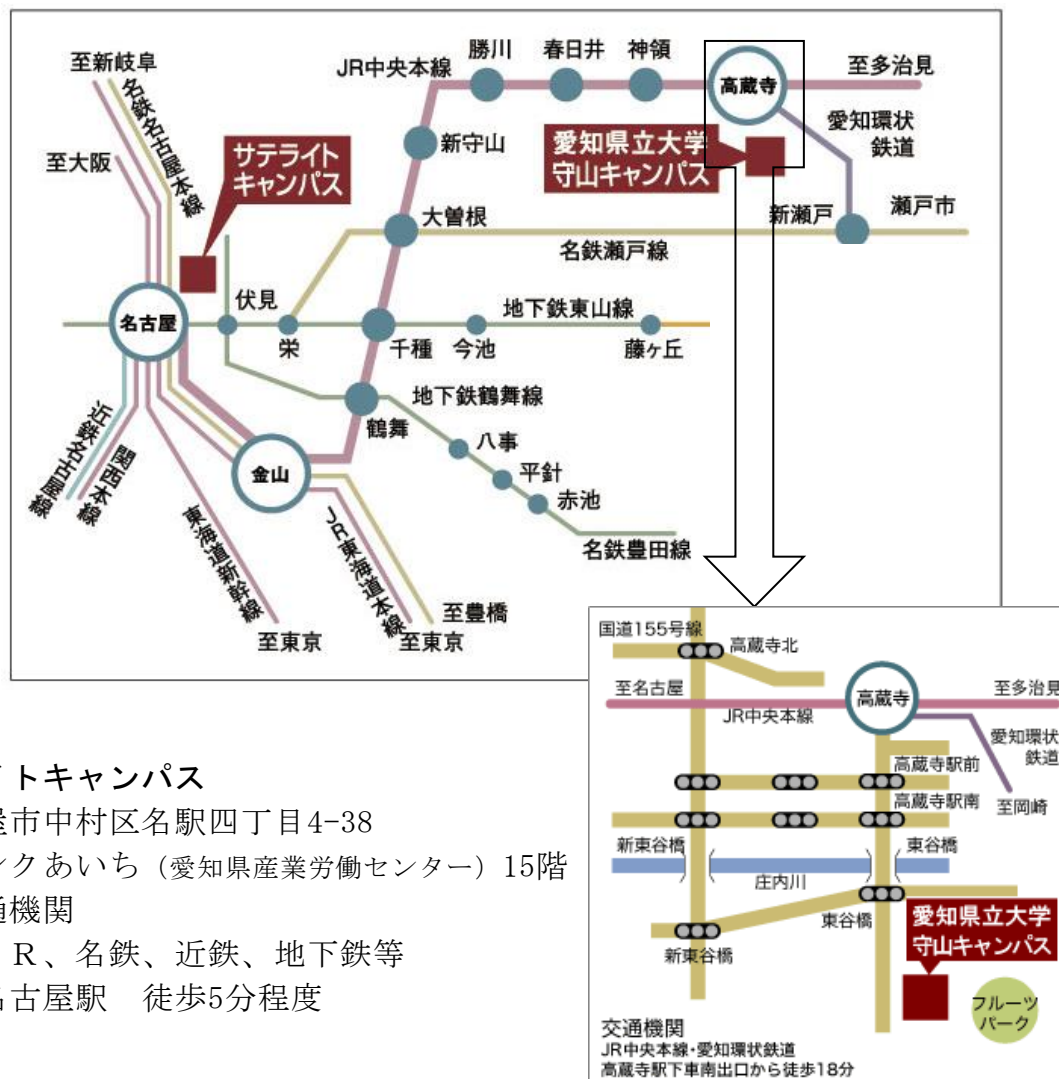 至新岐阜
名鉄名古屋本線
至大阪
サテライト
キャンパス
JR中央本線
勝川
春日井
神領
高蔵寺
至多治見
新守山
愛知県立大学
守山キャンパス
愛知環状
鉄道
大曽根
新瀬戸
瀬戸市
名鉄瀬戸線
名古屋
伏見
栄
千種
今池
地下鉄東山線
藤ヶ丘
地下鉄鶴舞線
鶴舞
八事
平針
赤池
名鉄豊田線
金山
近鉄名古屋線
関西本線
東海道新幹線
JR東海道本線
至東京
至東京
至豊橋
国道155号線
高蔵寺北
至名古屋
高蔵寺
至多治見
JR中央本線
愛知環状
鉄道
高蔵寺駅前
高蔵寺駅南
至岡崎
新東谷橋
東谷橋
庄内川
東谷橋
新東谷橋
愛知県立大学
守山キャンパス
フルーツ
パーク
交通機関
JR中央本線・愛知環状鉄道
高蔵寺駅下車南出口から徒歩18分
イトキャンパス
屋市中村区名駅四丁目4-38
ンクあいち（愛知県産業労働センター）15階
通機関
Ｒ、名鉄、近鉄、地下鉄等
名古屋駅　徒歩5分程度